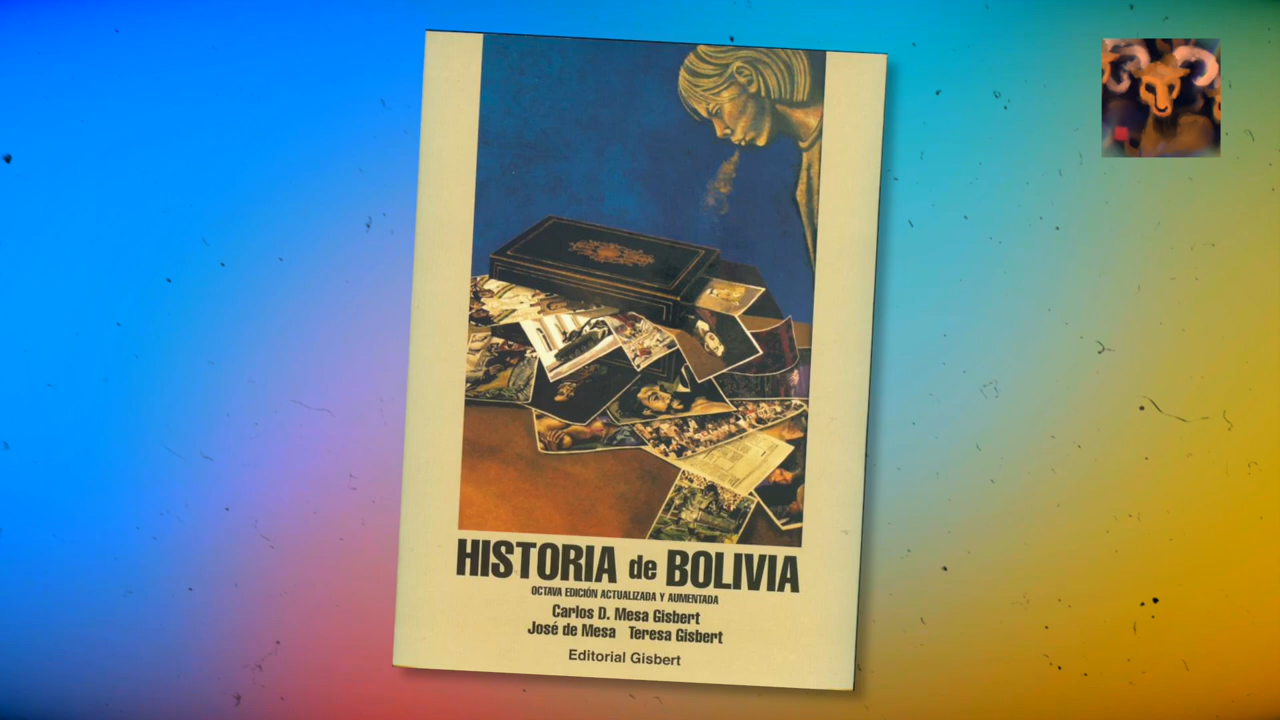 HISTORIA de BOLIVIA
OCTAVA EDICIÓN ACTUALIZADA Y AUMENTADA
Carlos D. Mesa Gisbert
José de Mesa Teresa Gisbert
Editorial Gisbert